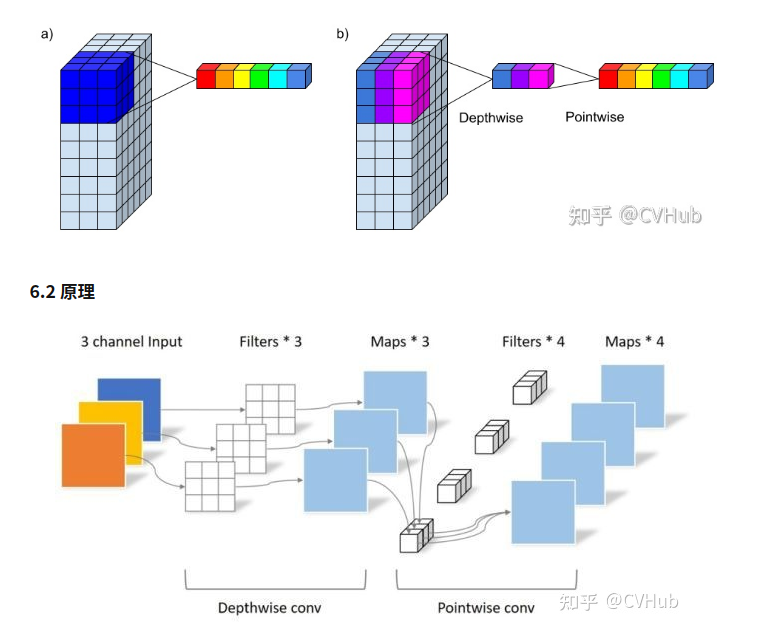 a)
b)
Depthwise
Pointwise
知乎 @CVHub
6.2 原理
3 channel Input
Filters * 3
Maps * 3
Filters * 4
Maps * 4
Depthwise conv
Pointwise conv
知乎 @CVHub